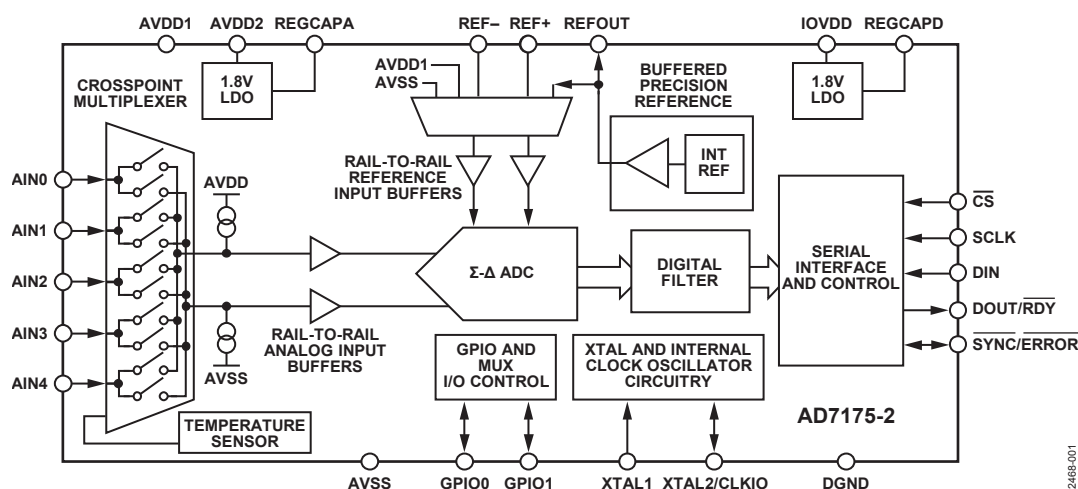 AVDD1 AVDD2 REGCAPA REF– REF+ REFOUT IOVDD REGCAPD
CROSSPOINT
MULTIPLEXER
1.8V
LDO
AVDD1
AVSS
BUFFERED
PRECISION
REFERENCE
1.8V
LDO
INT
REF
RAIL-TO-RAIL
REFERENCE
INPUT BUFFERS
AIN0
AIN1
AIN2
AIN3
AIN4
AVDD
AVSS
Σ-Δ ADC
DIGITAL
FILTER
SERIAL
INTERFACE
AND CONTROL
CS
SCLK
DIN
DOUT/RDY
SYNC/ERROR
RAIL-TO-RAIL
ANALOG INPUT
BUFFERS
GPIO AND
MUX
I/O CONTROL
XTAL AND INTERNAL
CLOCK OSCILLATOR
CIRCUITRY
TEMPERATURE
SENSOR
AD7175-2
AVSS GPIO0 GPIO1 XTAL1 XTAL2/CLKIO DGND
2468-001